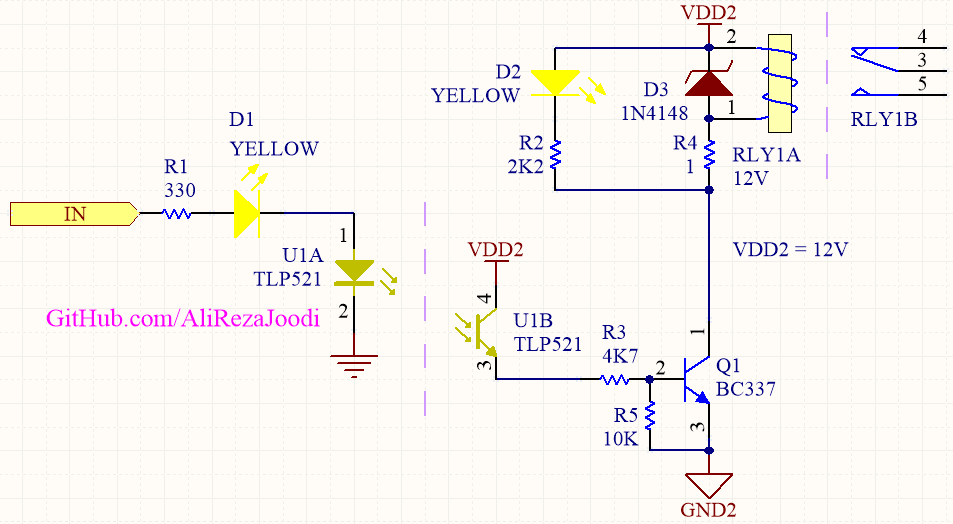 VDD2
2
4
3
5
D2
YELLOW
D3
1N4148
1
RLY1B
D1
YELLOW
R1
330
R2
2K2
R4
1
RLY1A
12V
IN
1
U1A
TLP521
2
VDD2
VDD2 = 12V
GitHub.com/AliRezaJoodi
4
U1B
TLP521
3
R3
4K7
1
2
Q1
BC337
R5
10K
3
GND2